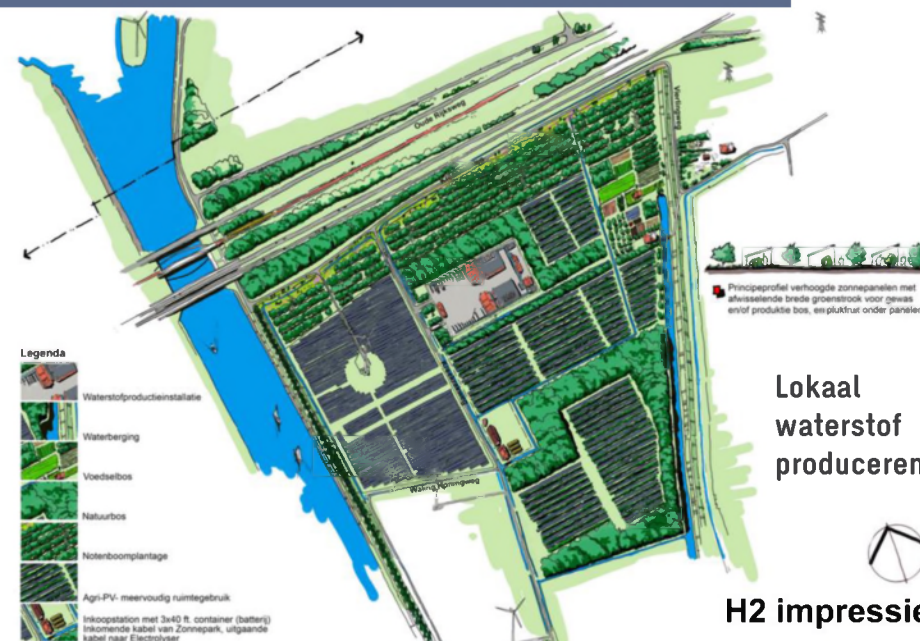 Oude Rijksweg
Legenda
Waterstofproductieinstallatie
Waterberging
Voedselbos
Natuurbos
Notenboomplantage
Agri-PV- meervoudig ruimtegebruik
Inkoopstation met 3x40 ft. container (batterij)
Inkomende kabel van Zonnepark, uitgaande
kabel naar Electrolyser
Principeprofiel verhoogde zonnepanelen met
afwisselende brede groenstrook voor gewas
en/of produktie bos, en plukfruit onder panelen
Lokaal
waterstof
produceren
H2 impressie